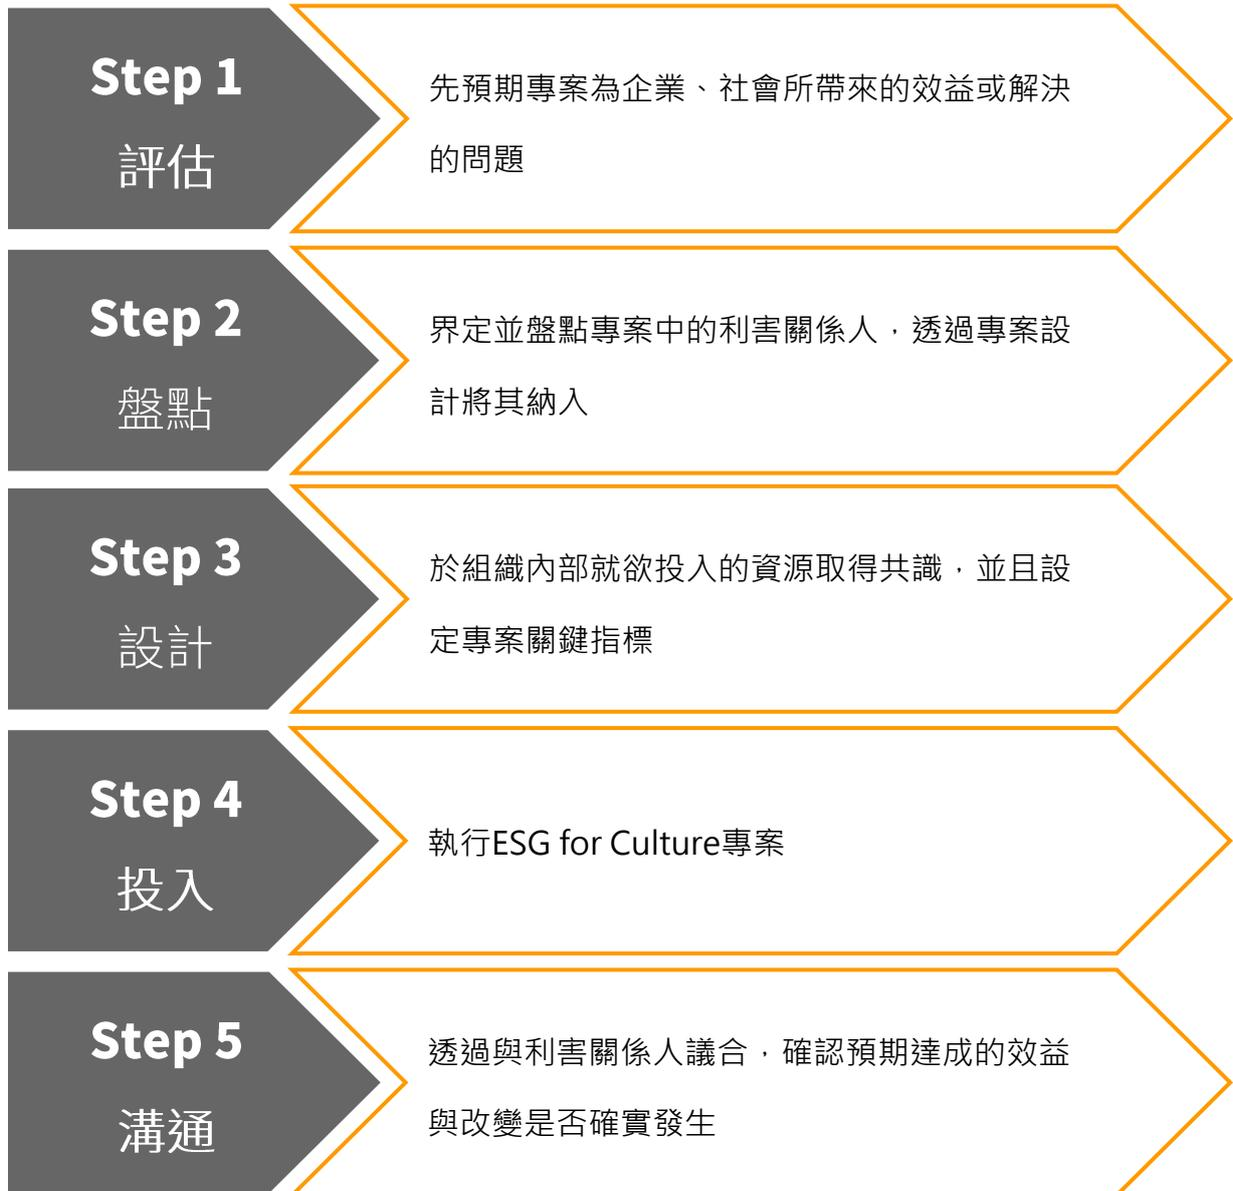 Step 1
評估
先預期專案為企業、社會所帶來的效益或解決
的問題
Step 2
盤點
界定並盤點專案中的利害關係人，透過專案設
計將其納入
Step 3
設計
於組織內部就欲投入的資源取得共識，並且設
定專案關鍵指標
Step 4
投入
執行ESG for Culture專案
Step 5
溝通
透過與利害關係人議合，確認預期達成的效益
與改變是否確實發生